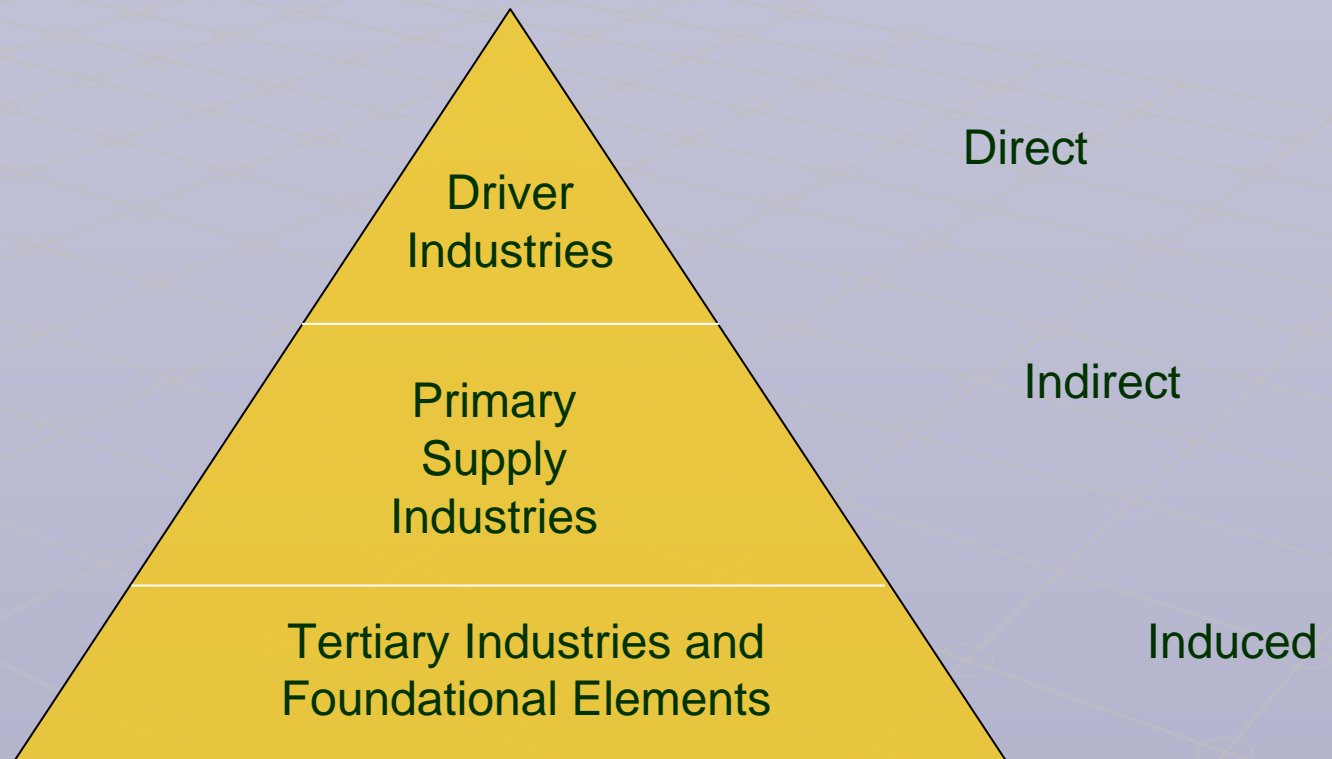 Direct
Driver
Industries
Indirect
Primary
Supply
Industries
Tertiary Industries and
Foundational Elements
Induced